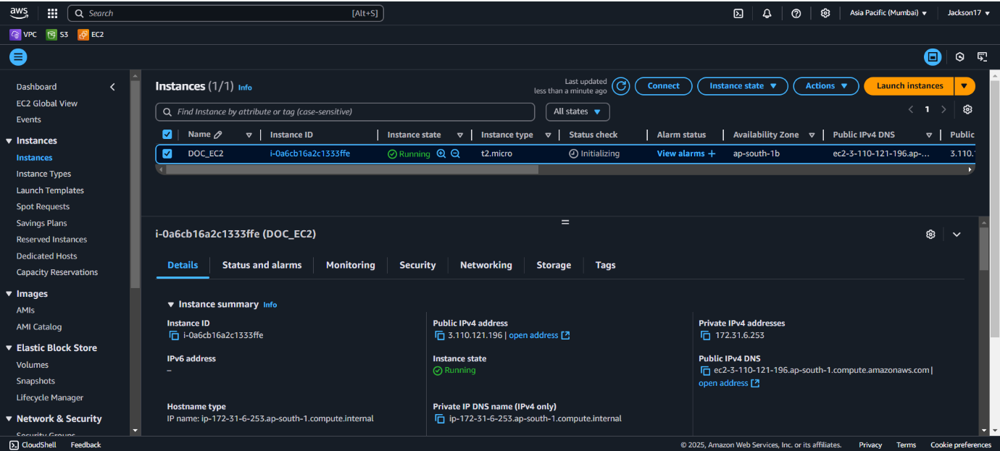 aws Search [Alt+S] Asia Pacific (Mumbai) Jackson17
VPC S3 EC2
Dashboard
EC2 Global View
Events
Instances
Instances
Instance Types
Launch Templates
Spot Requests
Savings Plans
Reserved Instances
Dedicated Hosts
Capacity Reservations
Images
AMIs
AMI Catalog
Elastic Block Store
Volumes
Snapshots
Lifecycle Manager
Network & Security
Security Groups
Instances (1/1) Info
Last updated
less than a minute ago
Connect Instance state Actions Launch instances
Find Instance by attribute or tag (case-sensitive) All states 1
Name Instance ID Instance state Instance type Status check Alarm status Availability Zone Public IPv4 DNS Public
DOC_EC2 i-0a6cb16a2c1333ffe Running t2.micro Initializing View alarms + ap-south-1b ec2-3-110-121-196.ap-... 3.110.
i-0a6cb16a2c1333ffe (DOC_EC2)
Details Status and alarms Monitoring Security Networking Storage Tags
Instance summary Info
Instance ID
i-0a6cb16a2c1333ffe
Public IPv4 address
3.110.121.196 | open address
Private IPv4 addresses
172.31.6.253
IPv6 address
–
Instance state
Running
Public IPv4 DNS
ec2-3-110-121-196.ap-south-1.compute.amazonaws.com |
open address
Hostname type
IP name: ip-172-31-6-253.ap-south-1.compute.internal
Private IP DNS name (IPv4 only)
ip-172-31-6-253.ap-south-1.compute.internal
CloudShell Feedback © 2025, Amazon Web Services, Inc. or its affiliates. Privacy Terms Cookie preferences